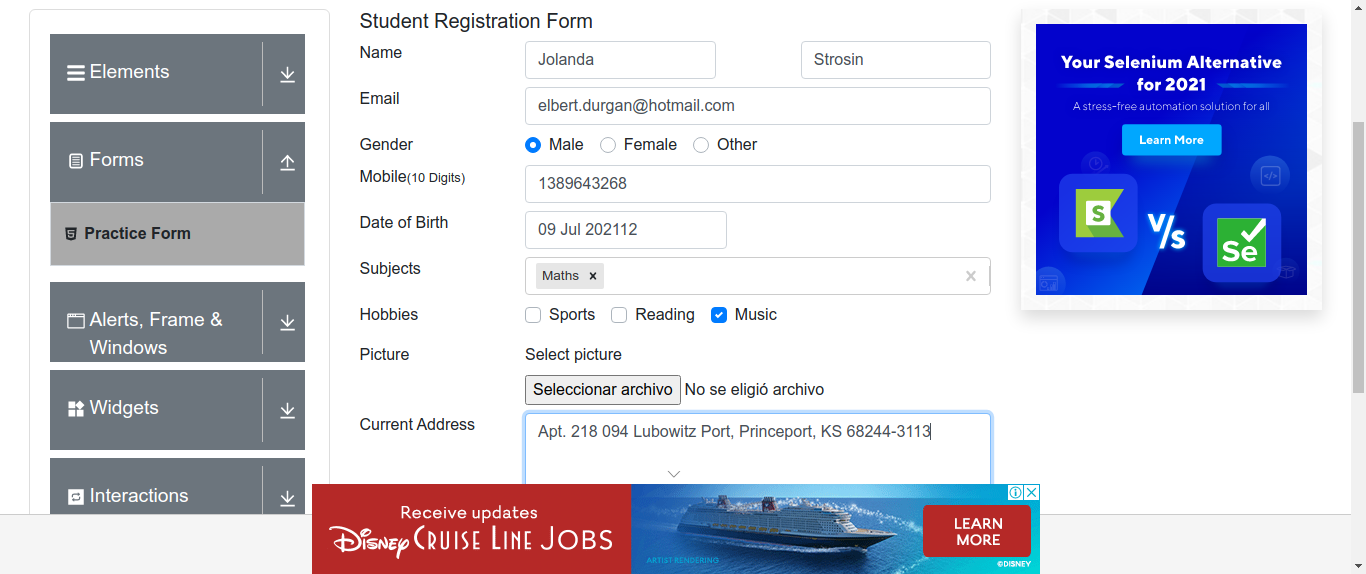 Elements
Forms
Practice Form
Alerts, Frame &
Windows
Widgets
Interactions
Student Registration Form
Name
Jolanda
Strosin
Email
elbert.durgan@hotmail.com
Gender
Male
Female
Other
Mobile(10 Digits)
1389643268
Date of Birth
09 Jul 202112
Subjects
Maths ×
Hobbies
Sports
Reading
Music
Picture
Select picture
Seleccionar archivo No se eligió archivo
Current Address
Apt. 218 094 Lubowitz Port, Princeport, KS 68244-3113
Your Selenium Alternative
for 2021
A stress-free automation solution for all
Learn More
S
V/s
Se
Receive updates
Disney Cruise Line Jobs
ARTIST RENDERING
LEARN
MORE
©DISNEY